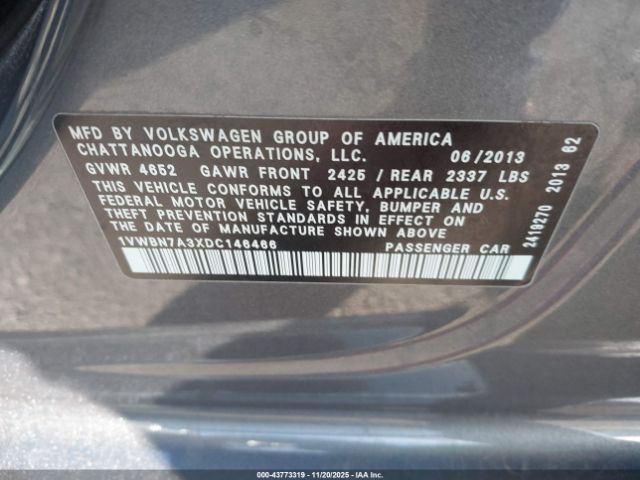 MFD BY VOLKSWAGEN GROUP OF AMERICA
CHATTANOOGA OPERATIONS, LLC. 06/2013
GVWR 4652 GAWR FRONT 2425 / REAR 2337 LBS
THIS VEHICLE CONFORMS TO ALL APPLICABLE U.S.
FEDERAL MOTOR VEHICLE SAFETY, BUMPER AND
THEFT PREVENTION STANDARDS IN EFFECT ON
THE DATE OF MANUFACTURE SHOWN ABOVE
1VWBN7A3XDC146466 PASSENGER CAR
2419270 2013 62
000-43773319 - 11/20/2025 - IAA Inc.